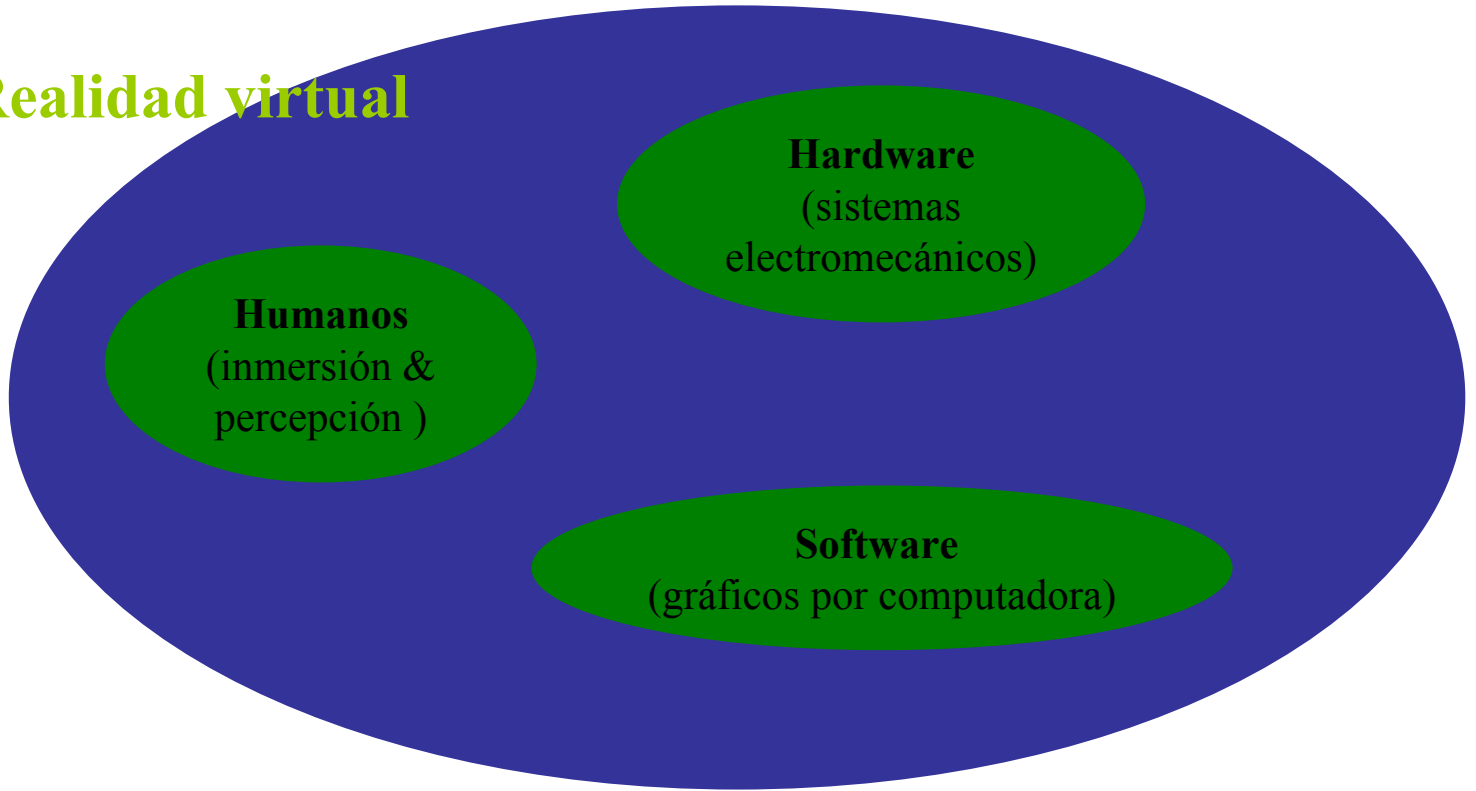 Realidad virtual
Hardware
(sistemas
electromecánicos)
Humanos
(inmersión &
percepción )
Software
(gráficos por computadora)